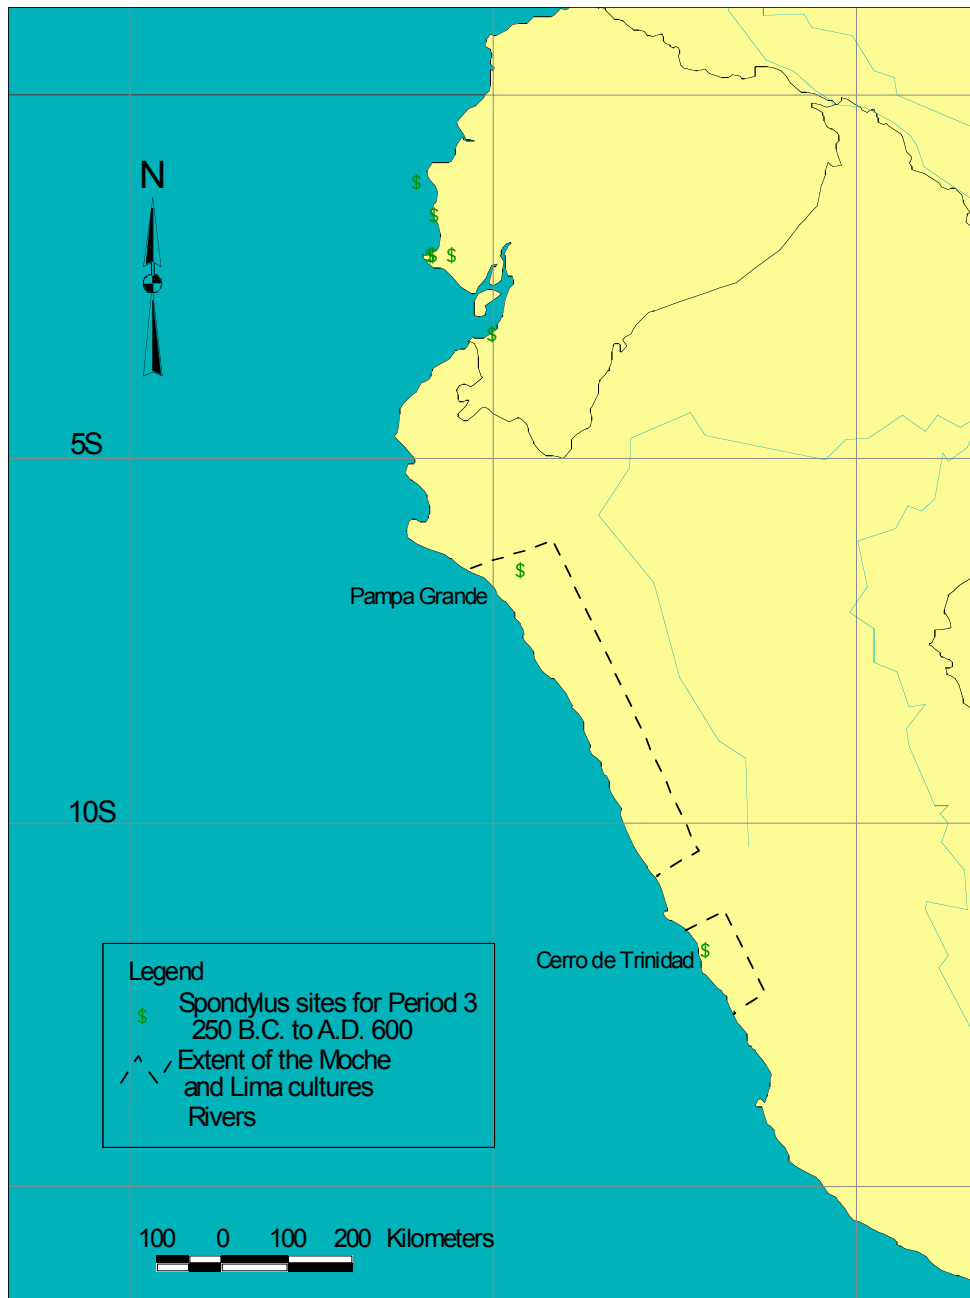 N
$
$
$ $ $
$
5S
$
Pampa Grande
10S
Cerro de Trinidad $
Legend
$ Spondylus sites for Period 3
250 B.C. to A.D. 600
Extent of the Moche
and Lima cultures
Rivers
100 0 100 200 Kilometers